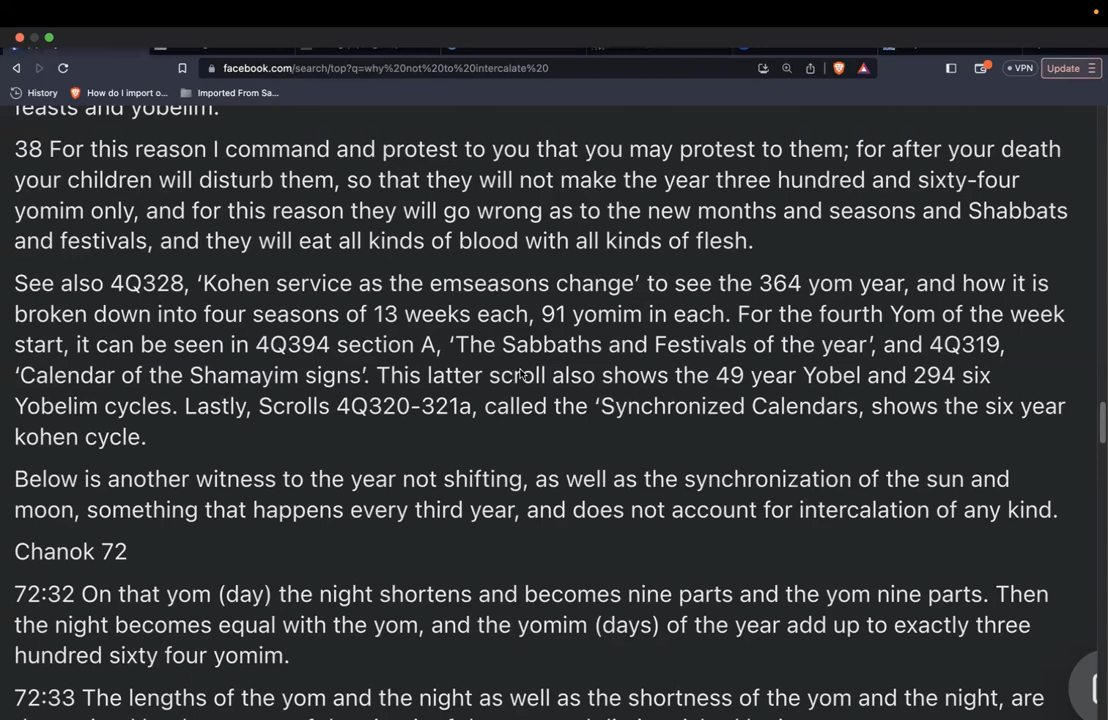 facebook.com/search/top?q=why%20not%20to%20intercalate%20
VPN
Update
History
How do I import o...
Imported From Sa...
feasts and yobelim.
38 For this reason I command and protest to you that you may protest to them; for after your death
your children will disturb them, so that they will not make the year three hundred and sixty-four
yomim only, and for this reason they will go wrong as to the new months and seasons and Shabbats
and festivals, and they will eat all kinds of blood with all kinds of flesh.
See also 4Q328, ‘Kohen service as the emseasons change’ to see the 364 yom year, and how it is
broken down into four seasons of 13 weeks each, 91 yomim in each. For the fourth Yom of the week
start, it can be seen in 4Q394 section A, ‘The Sabbaths and Festivals of the year’, and 4Q319,
‘Calendar of the Shamayim signs’. This latter scroll also shows the 49 year Yobel and 294 six
Yobelim cycles. Lastly, Scrolls 4Q320-321a, called the ‘Synchronized Calendars, shows the six year
kohen cycle.
Below is another witness to the year not shifting, as well as the synchronization of the sun and
moon, something that happens every third year, and does not account for intercalation of any kind.
Chanok 72
72:32 On that yom (day) the night shortens and becomes nine parts and the yom nine parts. Then
the night becomes equal with the yom, and the yomim (days) of the year add up to exactly three
hundred sixty four yomim.
72:33 The lengths of the yom and the night as well as the shortness of the yom and the night, are